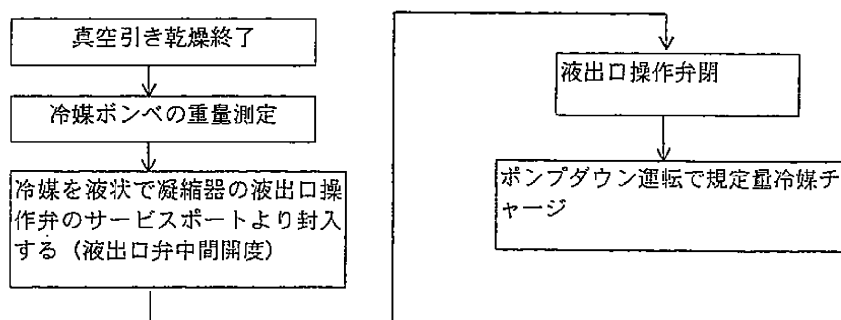 真空引き乾燥終了
冷媒ボンベの重量測定
冷媒を液状で凝縮器の液出口操
作弁のサービスポートより封入
する（液出口弁中間開度）
液出口操作弁閉
ポンプダウン運転で規定量冷媒チ
ャージ